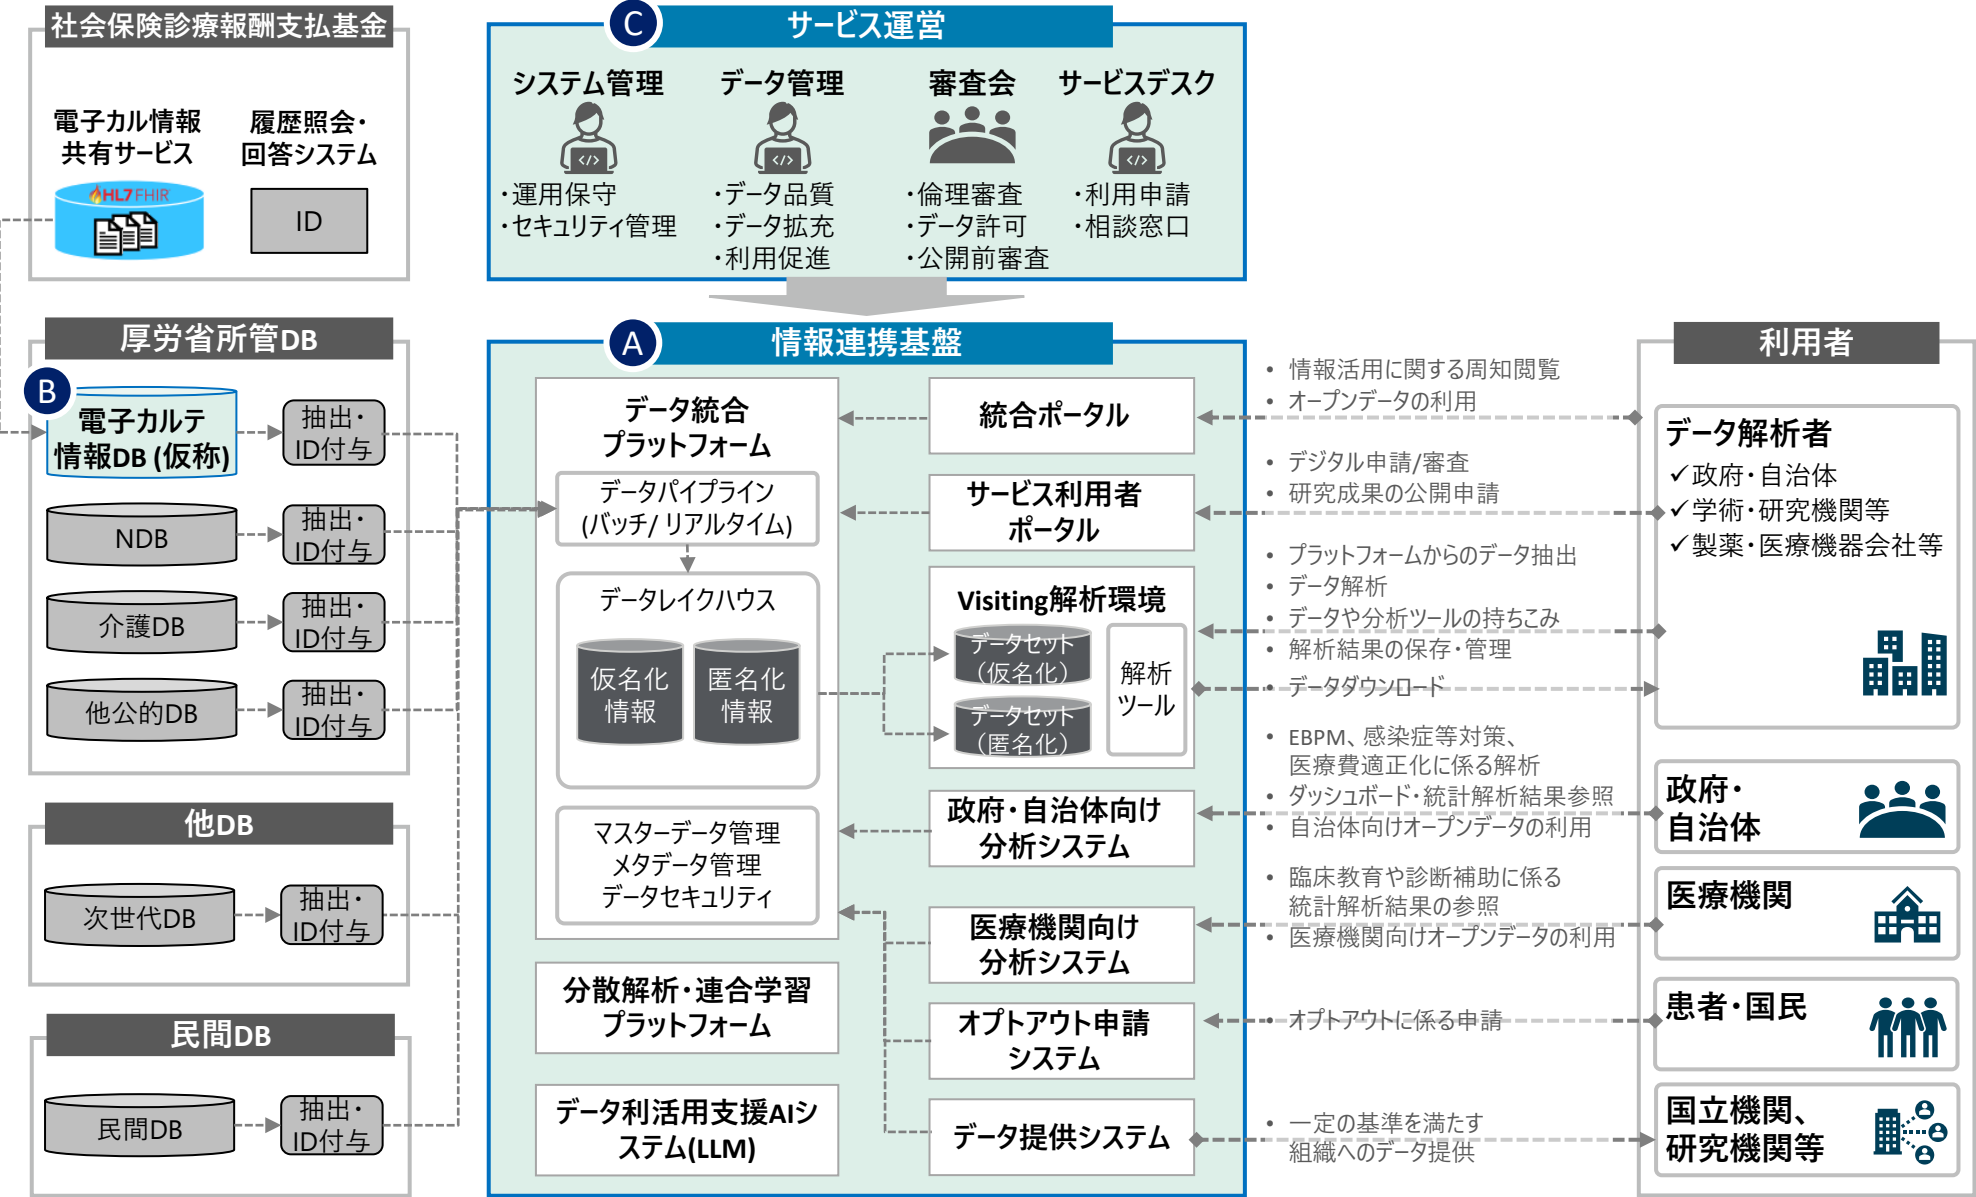 社会保険診療報酬支払基金
電子カル情報
共有サービス
履歴照会・
回答システム
HL7 FHIR
ID
C
サービス運営
システム管理
・運用保守
・セキュリティ管理
データ管理
・データ品質
・データ拡充
・利用促進
審査会
・倫理審査
・データ許可
・公開前審査
サービスデスク
・利用申請
・相談窓口
厚労省所管DB
B
電子カルテ
情報DB (仮称)
抽出・
ID付与
NDB
抽出・
ID付与
介護DB
抽出・
ID付与
他公的DB
抽出・
ID付与
他DB
次世代DB
抽出・
ID付与
民間DB
民間DB
抽出・
ID付与
A
情報連携基盤
データ統合
プラットフォーム
データパイプライン
(バッチ/ リアルタイム)
データレイクハウス
仮名化
情報
匿名化
情報
マスターデータ管理
メタデータ管理
データセキュリティ
分散解析・連合学習
プラットフォーム
データ利活用支援AIシ
ステム(LLM)
統合ポータル
サービス利用者
ポータル
Visiting解析環境
データセット
（仮名化）
データセット
（匿名化）
解析
ツール
政府・自治体向け
分析システム
医療機関向け
分析システム
オプトアウト申請
システム
データ提供システム
• 情報活用に関する周知閲覧
• オープンデータの利用
• デジタル申請/審査
• 研究成果の公開申請
• プラットフォームからのデータ抽出
• データ解析
• データや分析ツールの持ちこみ
• 解析結果の保存・管理
• データダウンロード
• EBPM、感染症等対策、
医療費適正化に係る解析
• ダッシュボード・統計解析結果参照
• 自治体向けオープンデータの利用
• 臨床教育や診断補助に係る
統計解析結果の参照
• 医療機関向けオープンデータの利用
• オプトアウトに係る申請
• 一定の基準を満たす
組織へのデータ提供
利用者
データ解析者
✓政府・自治体
✓学術・研究機関等
✓製薬・医療機器会社等
政府・
自治体
医療機関
患者・国民
国立機関、
研究機関等